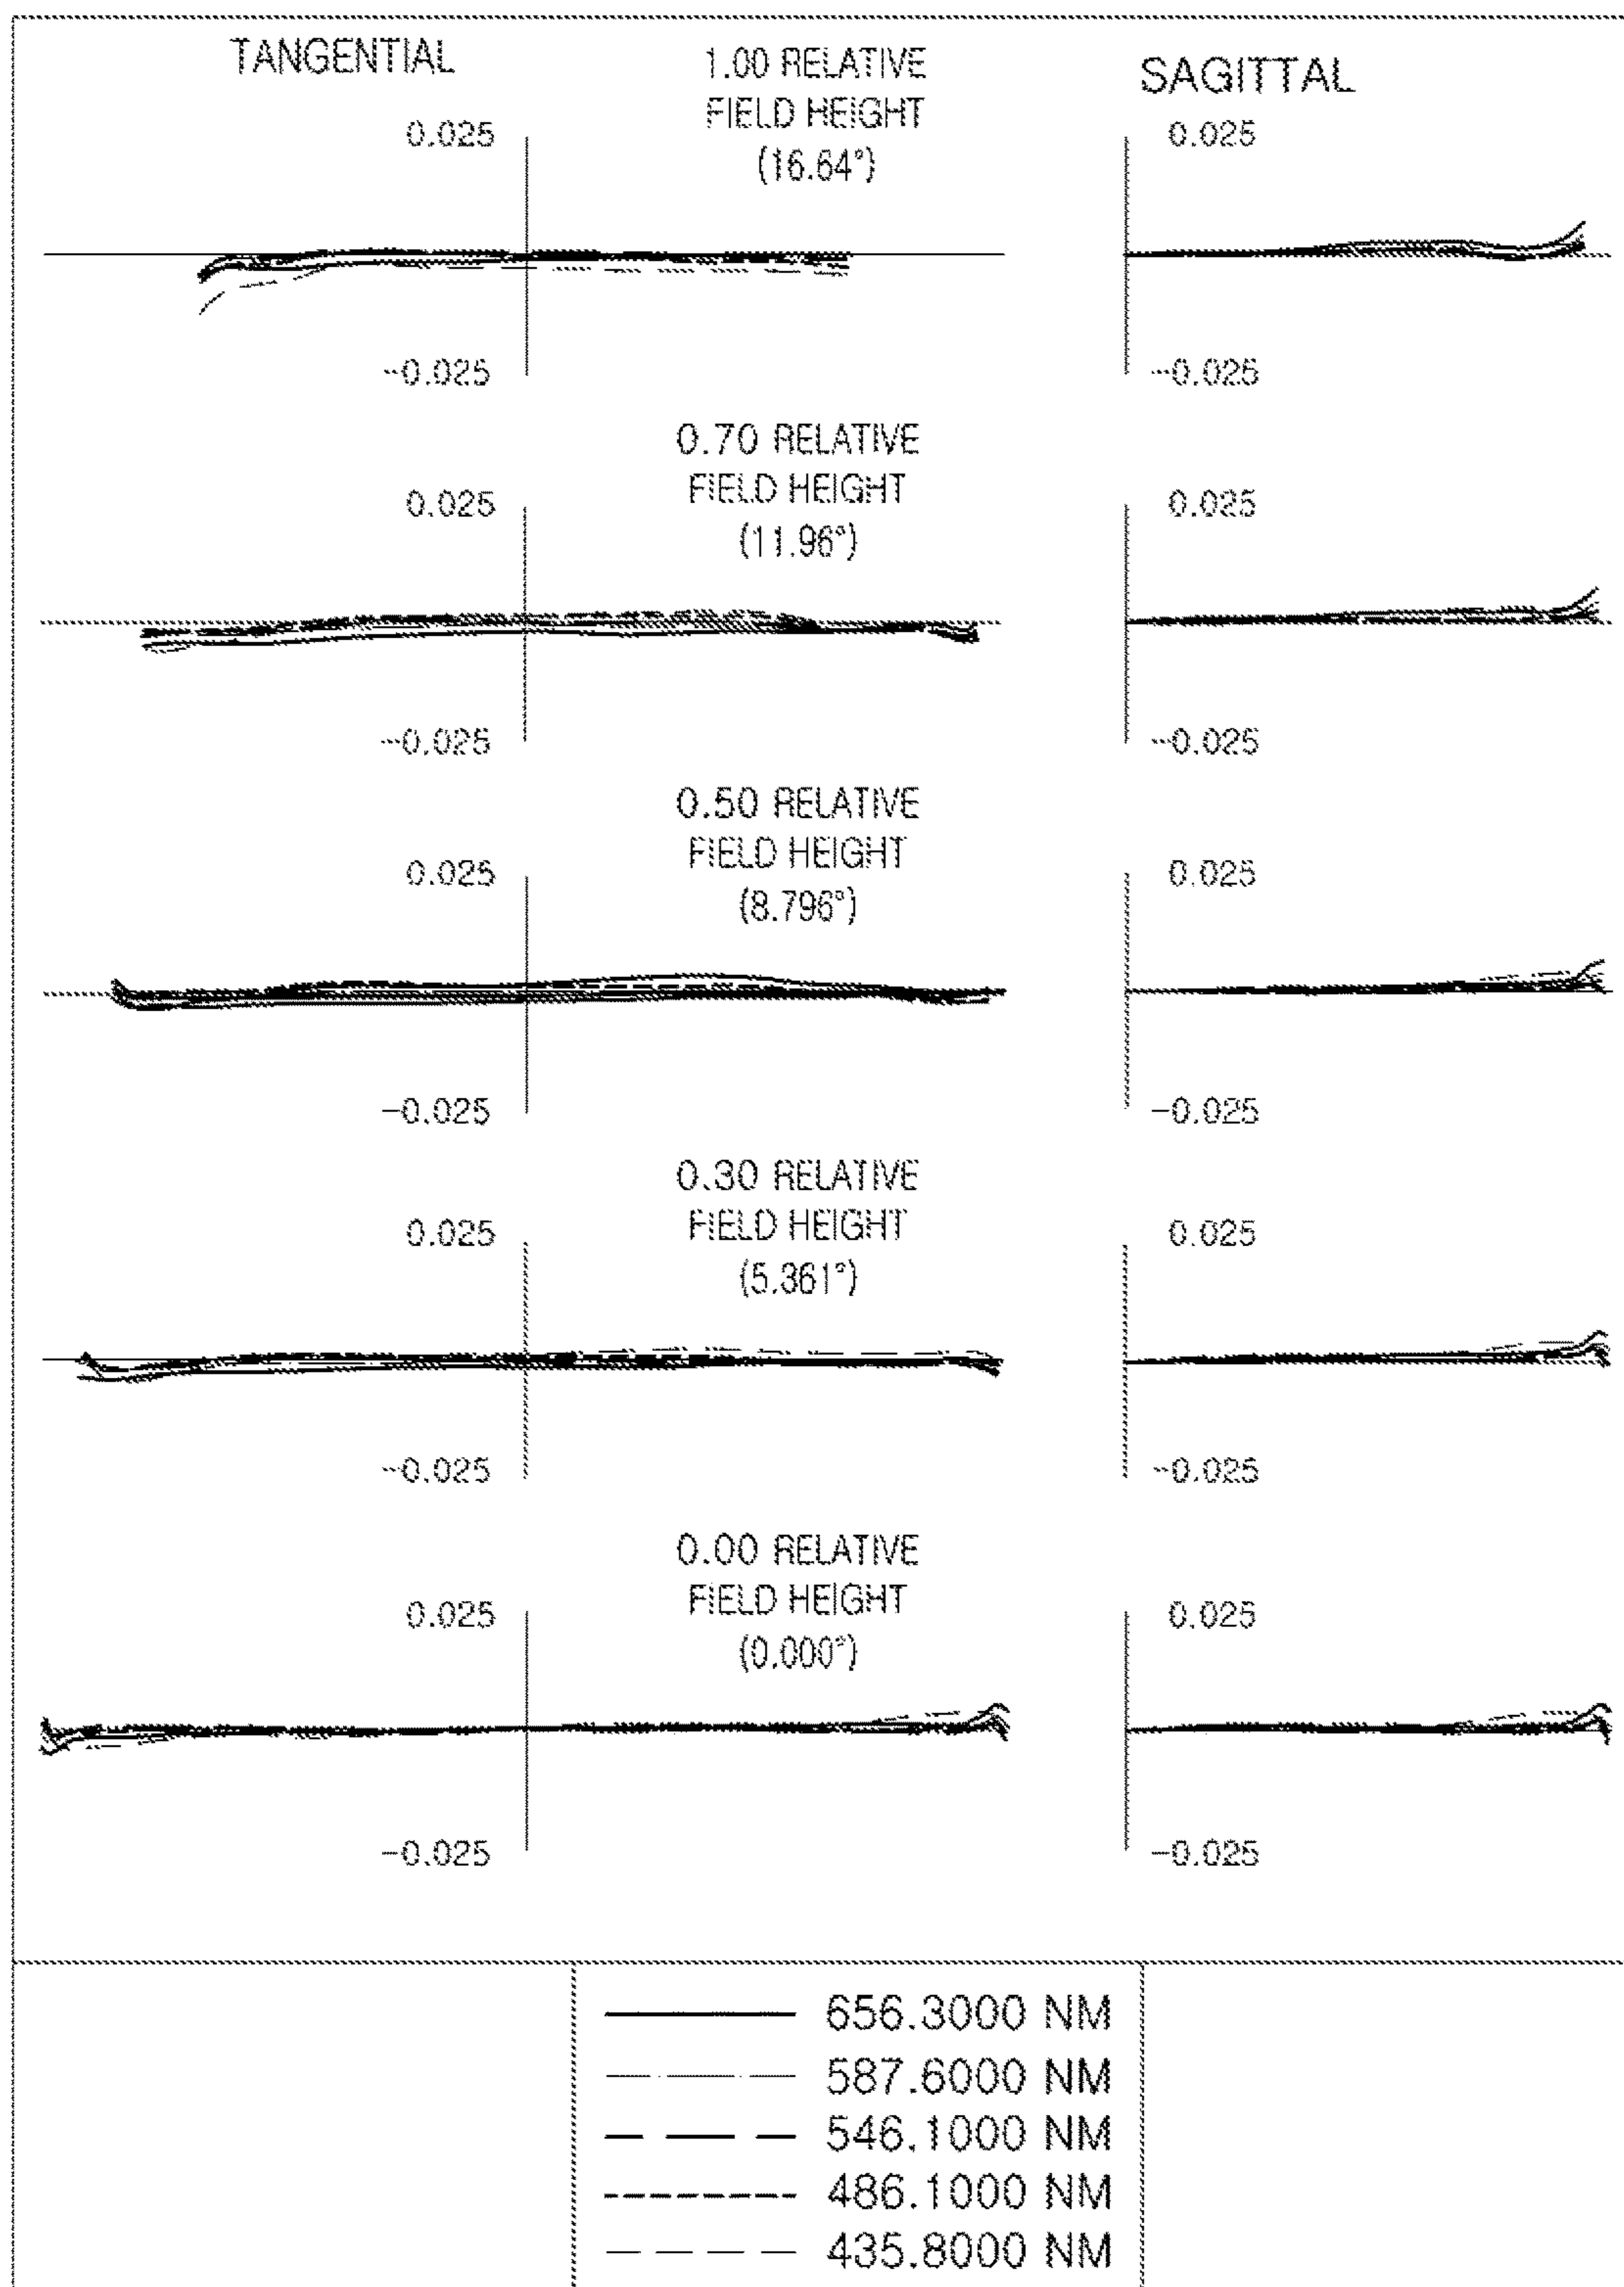 TANGENTIAL
1.00 RELATIVE
FIELD HEIGHT
(16.64°)
SAGITTAL
0.025
0.025
-0.025
-0.025
0.70 RELATIVE
FIELD HEIGHT
(11.96°)
0.025
0.025
-0.025
-0.025
0.50 RELATIVE
FIELD HEIGHT
(8.796°)
0.025
0.025
-0.025
-0.025
0.30 RELATIVE
FIELD HEIGHT
(5.361°)
0.025
0.025
-0.025
-0.025
0.00 RELATIVE
FIELD HEIGHT
(0.000°)
0.025
0.025
-0.025
-0.025
656.3000 NM
587.6000 NM
546.1000 NM
486.1000 NM
435.8000 NM